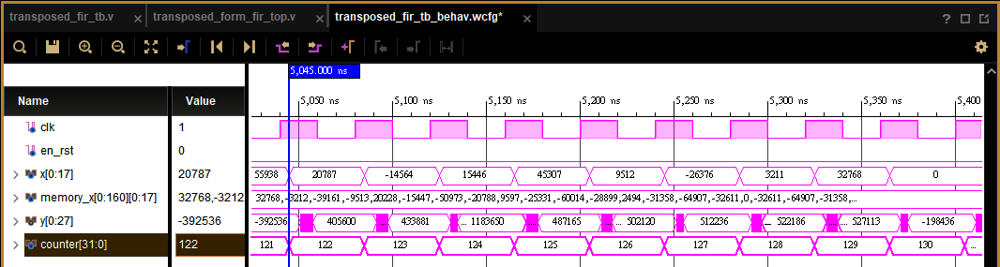 transposed_fir_tb.v × transposed_form_fir_top.v × transposed_fir_tb_behav.wcfg* × ?
5,045.000 ns
Name Value
5,050 ns 5,100 ns 5,150 ns 5,200 ns 5,250 ns 5,300 ns 5,350 ns 5,400
clk 1
en_rst 0
x[0:17] 20787 55938 20787 -14564 15446 45307 9512 -26376 3211 32768 0
memory_x[0:160][0:17] 32768,-3212 32768,-3212,-39161,-9513,20228,-15447,-50973,-20788,9597,-25331,-60014,-28899,2494,-31358,-64907,-32611,0,-32611,-64907,-31358,...
y[0:27] -392536 -392536 405600 433881 ... 1183650 487165 ... 502120 512236 ... 522186 ... 527113 -198436
counter[31:0] 122 121 122 123 124 125 126 127 128 129 130 ...